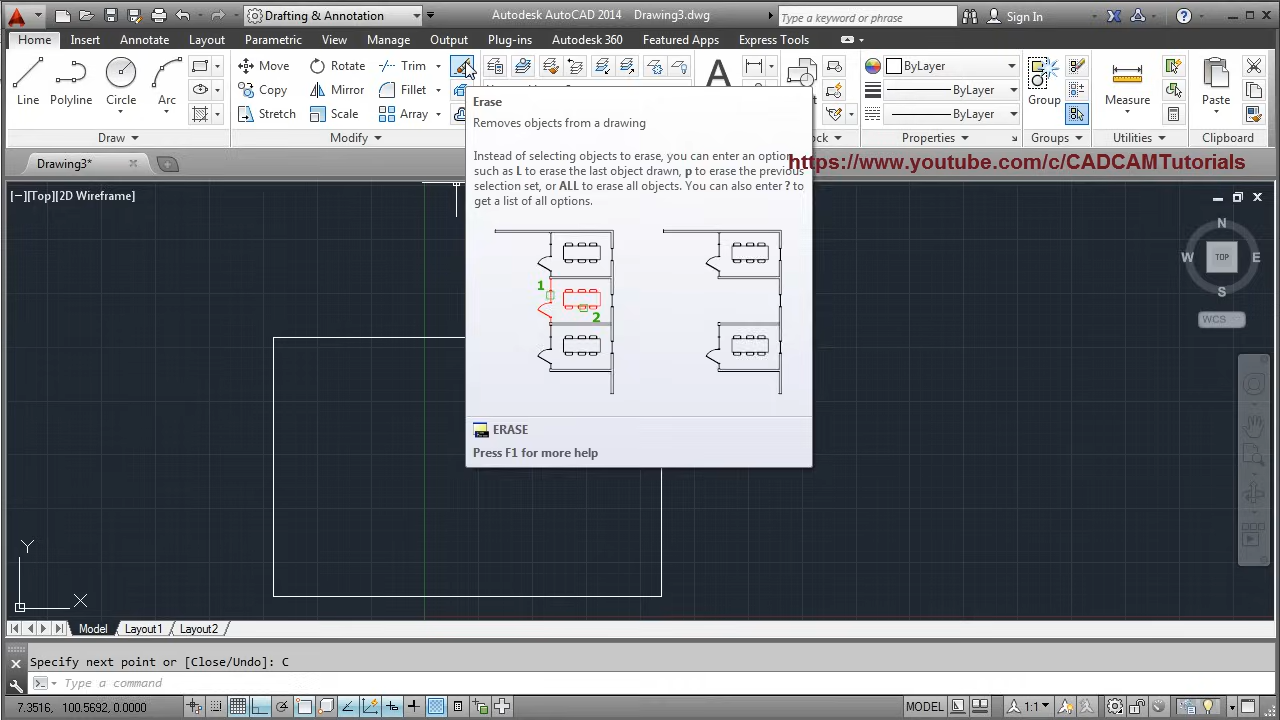 Drafting & Annotation
Autodesk AutoCAD 2014 Drawing3.dwg
Type a keyword or phrase
Sign In
Home Insert Annotate Layout Parametric View Manage Output Plug-ins Autodesk 360 Featured Apps Express Tools
Line
Polyline
Circle
Arc
Move
Rotate
Trim
Copy
Mirror
Fillet
Stretch
Scale
Array
ByLayer
ByLayer
ByLayer
Group
Measure
Paste
Draw
Modify
Properties
Groups
Utilities
Clipboard
Drawing3*
https://www.youtube.com/c/CADCAMTutorials
[−][Top][2D Wireframe]
Erase
Removes objects from a drawing
Instead of selecting objects to erase, you can enter an option,
such as L to erase the last object drawn, p to erase the previous
selection set, or ALL to erase all objects. You can also enter ? to
get a list of all options.
1
2
ERASE
Press F1 for more help
N
W TOP E
S
WCS
Y
X
Model Layout1 Layout2
Specify next point or [Close/Undo]: C
Type a command
7.3516, 100.5692, 0.0000
MODEL
1:1